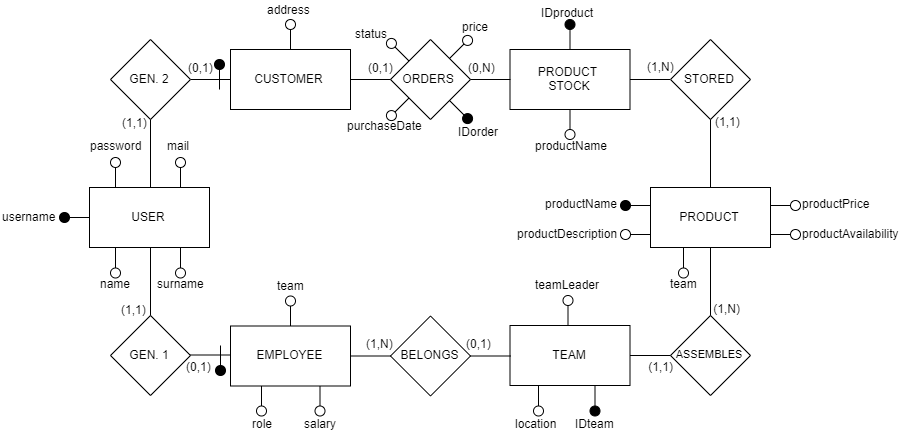 address
IDproduct
status
price
GEN. 2
(0,1)
CUSTOMER
(0,1)
ORDERS
(0,N)
PRODUCT
STOCK
(1,N)
STORED
(1,1)
purchaseDate
IDorder
productName
(1,1)
password
mail
username
USER
name
surname
productName
productDescription
PRODUCT
productPrice
productAvailability
team
(1,1)
team
teamLeader
(1,N)
GEN. 1
(0,1)
EMPLOYEE
(1,N)
BELONGS
(0,1)
TEAM
(1,1)
ASSEMBLES
role
salary
location
IDteam